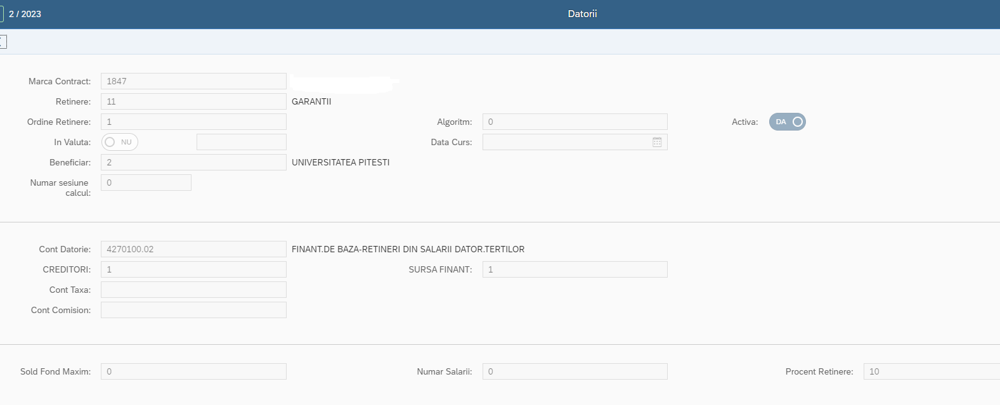 2 / 2023 Datorii
Marca Contract: 1847
Retinere: 11 GARANTII
Ordine Retinere: 1 Algoritm: 0 Activa: DA
In Valuta: NU Data Curs:
Beneficiar: 2 UNIVERSITATEA PITESTI
Numar sesiune calcul: 0
Cont Datorie: 4270100.02 FINANT.DE BAZA-RETINERI DIN SALARII DATOR.TERTILOR
CREDITORI: 1 SURSA FINANT: 1
Cont Taxa:
Cont Comision:
Sold Fond Maxim: 0 Numar Salarii: 0 Procent Retinere: 10